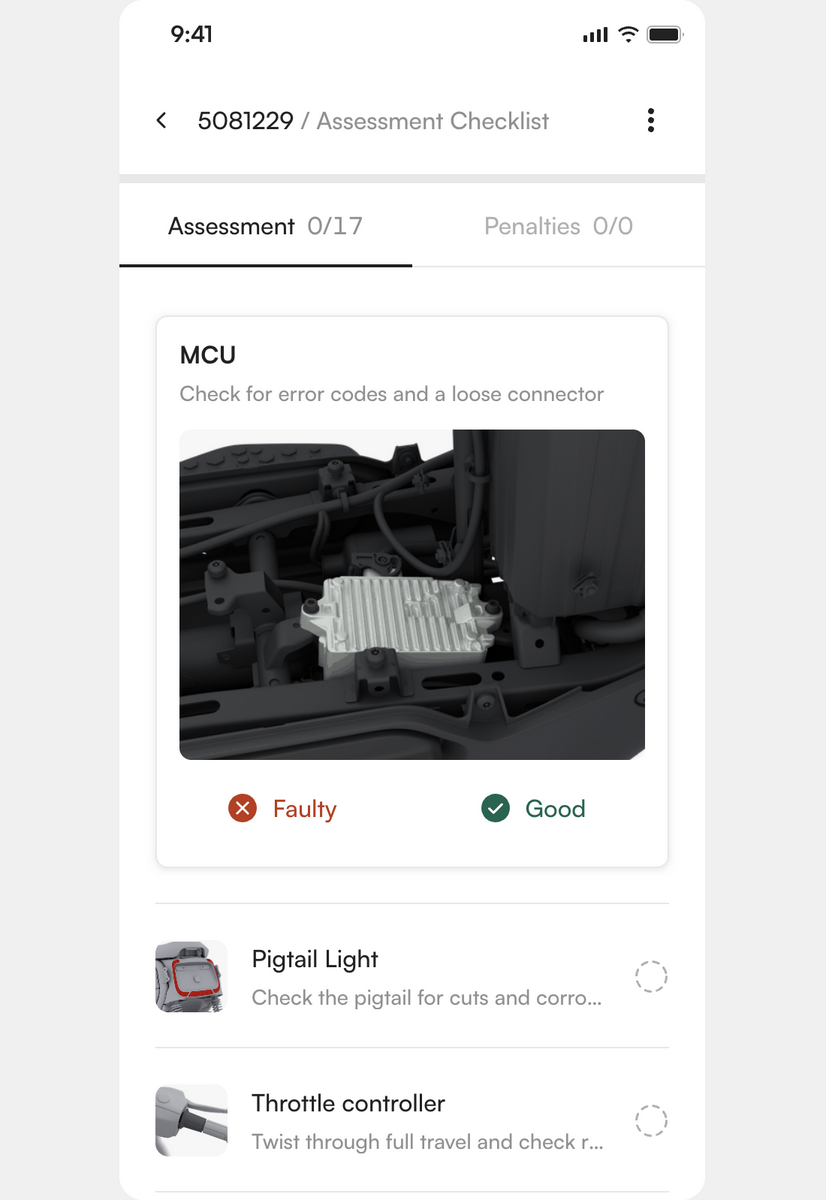 9:41
5081229 / Assessment Checklist
Assessment 0/17
Penalties 0/0
MCU
Check for error codes and a loose connector
Faulty
Good
Pigtail Light
Check the pigtail for cuts and corro...
Throttle controller
Twist through full travel and check r...